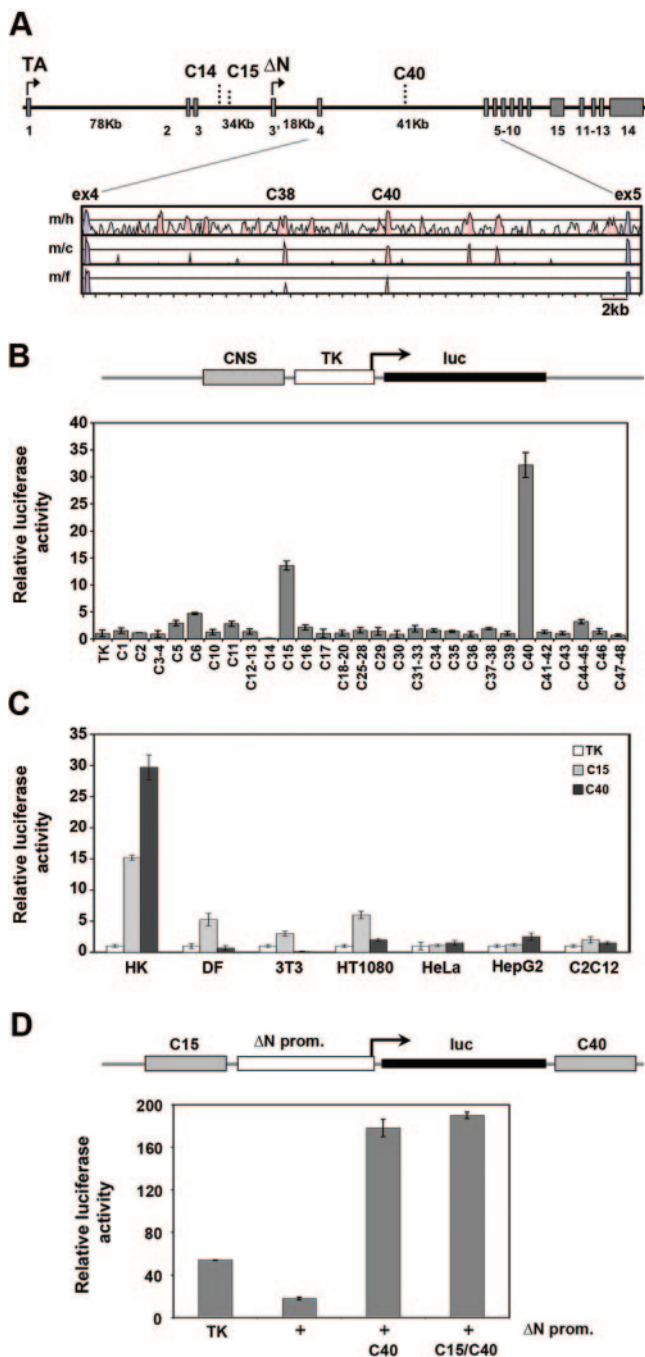 A
TA C14 C15 ΔN C40
1 78Kb 2 3 34Kb 3' 18Kb 4 41Kb 5-10 15 11-13 14
ex4 C38 C40 ex5
m/h
m/c
m/f
2kb
B
CNS TK luc
Relative luciferase activity
40
35
30
25
20
15
10
5
0
TK C1 C2 C3-4 C5 C6 C10 C11 C12-13 C14 C15 C16 C17 C18-20 C25-28 C29 C30 C31-33 C34 C35 C36 C37-38 C39 C40 C41-42 C43 C44-45 C46 C47-48
C
Relative luciferase activity
35
30
25
20
15
10
5
0
TK
C15
C40
HK DF 3T3 HT1080 HeLa HepG2 C2C12
D
C15 ΔN prom. luc C40
Relative luciferase activity
200
160
120
80
40
0
TK + + + ΔN prom.
C40 C15/C40